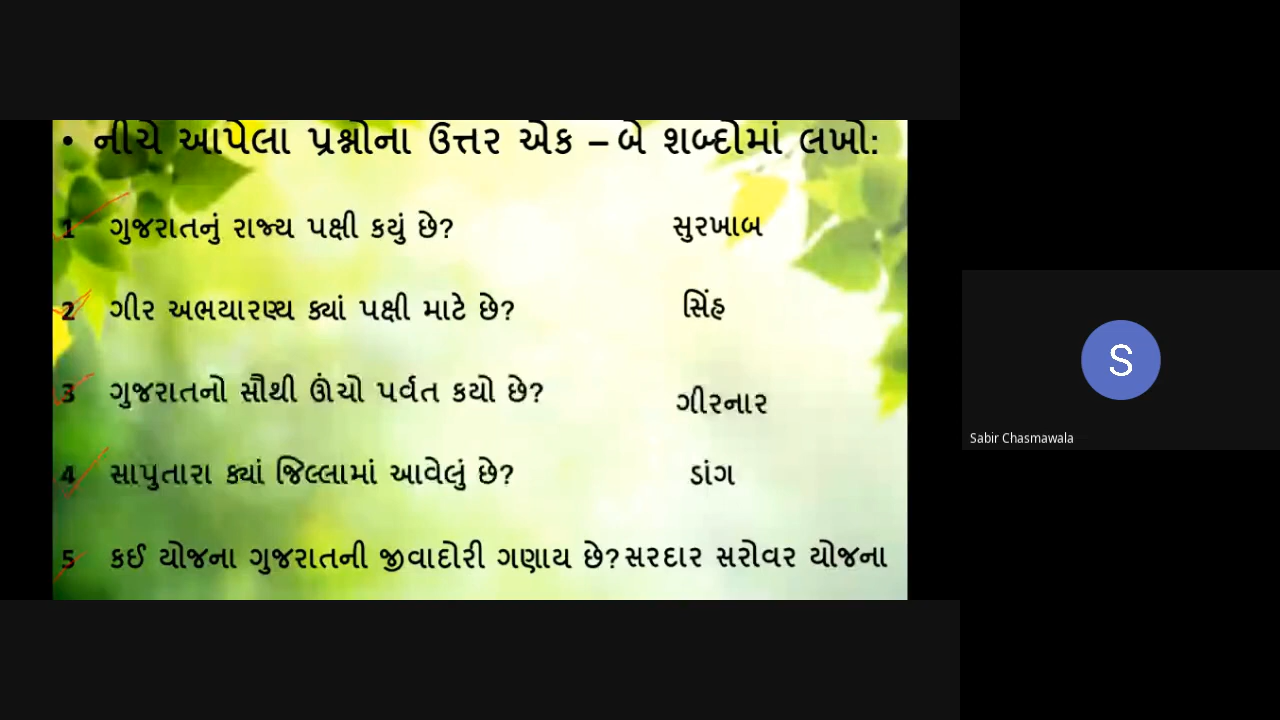 • નીચે આપેલા પ્રશ્નોના ઉત્તર એક – બે શબ્દોમાં લખો:
1 ગુજરાતનું રાજ્ય પક્ષી કયું છે? સુરખાબ
2 ગીર અભયારણ્ય ક્યાં પક્ષી માટે છે? સિંહ
3 ગુજરાતનો સૌથી ઊંચો પર્વત કયો છે? ગીરનાર
4 સાપુતારા ક્યાં જિલ્લામાં આવેલું છે? ડાંગ
5 કઈ યોજના ગુજરાતની જીવાદોરી ગણાય છે? સરદાર સરોવર યોજના
S
Sabir Chasmawala